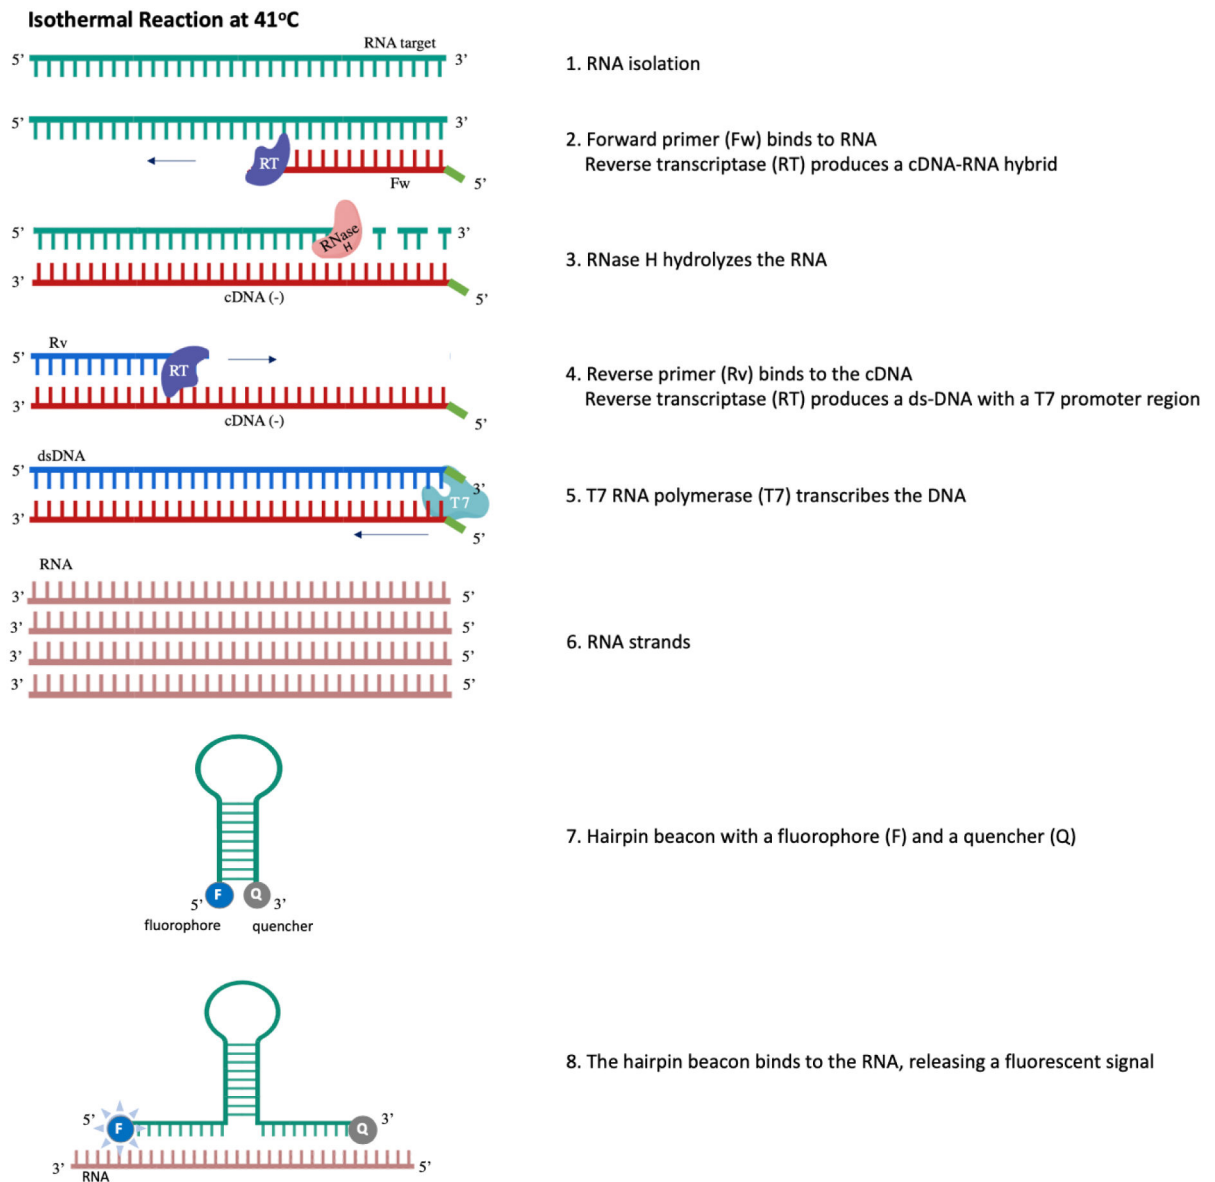 Isothermal Reaction at 41ºC
RNA target
5’ 3’
1. RNA isolation
5’ 3’
RT
Fw
5’
2. Forward primer (Fw) binds to RNA
Reverse transcriptase (RT) produces a cDNA-RNA hybrid
5’ 3’
RNase
H
3’
cDNA (-)
5’
3. RNase H hydrolyzes the RNA
Rv
5’
RT
3’
cDNA (-)
5’
4. Reverse primer (Rv) binds to the cDNA
Reverse transcriptase (RT) produces a ds-DNA with a T7 promoter region
dsDNA
5’
3’
T7
3’
5’
5. T7 RNA polymerase (T7) transcribes the DNA
RNA
3’ 5’
3’ 5’
3’ 5’
3’ 5’
6. RNA strands
F Q
5’ 3’
fluorophore quencher
7. Hairpin beacon with a fluorophore (F) and a quencher (Q)
5’ F Q 3’
3’ 5’
RNA
8. The hairpin beacon binds to the RNA, releasing a fluorescent signal